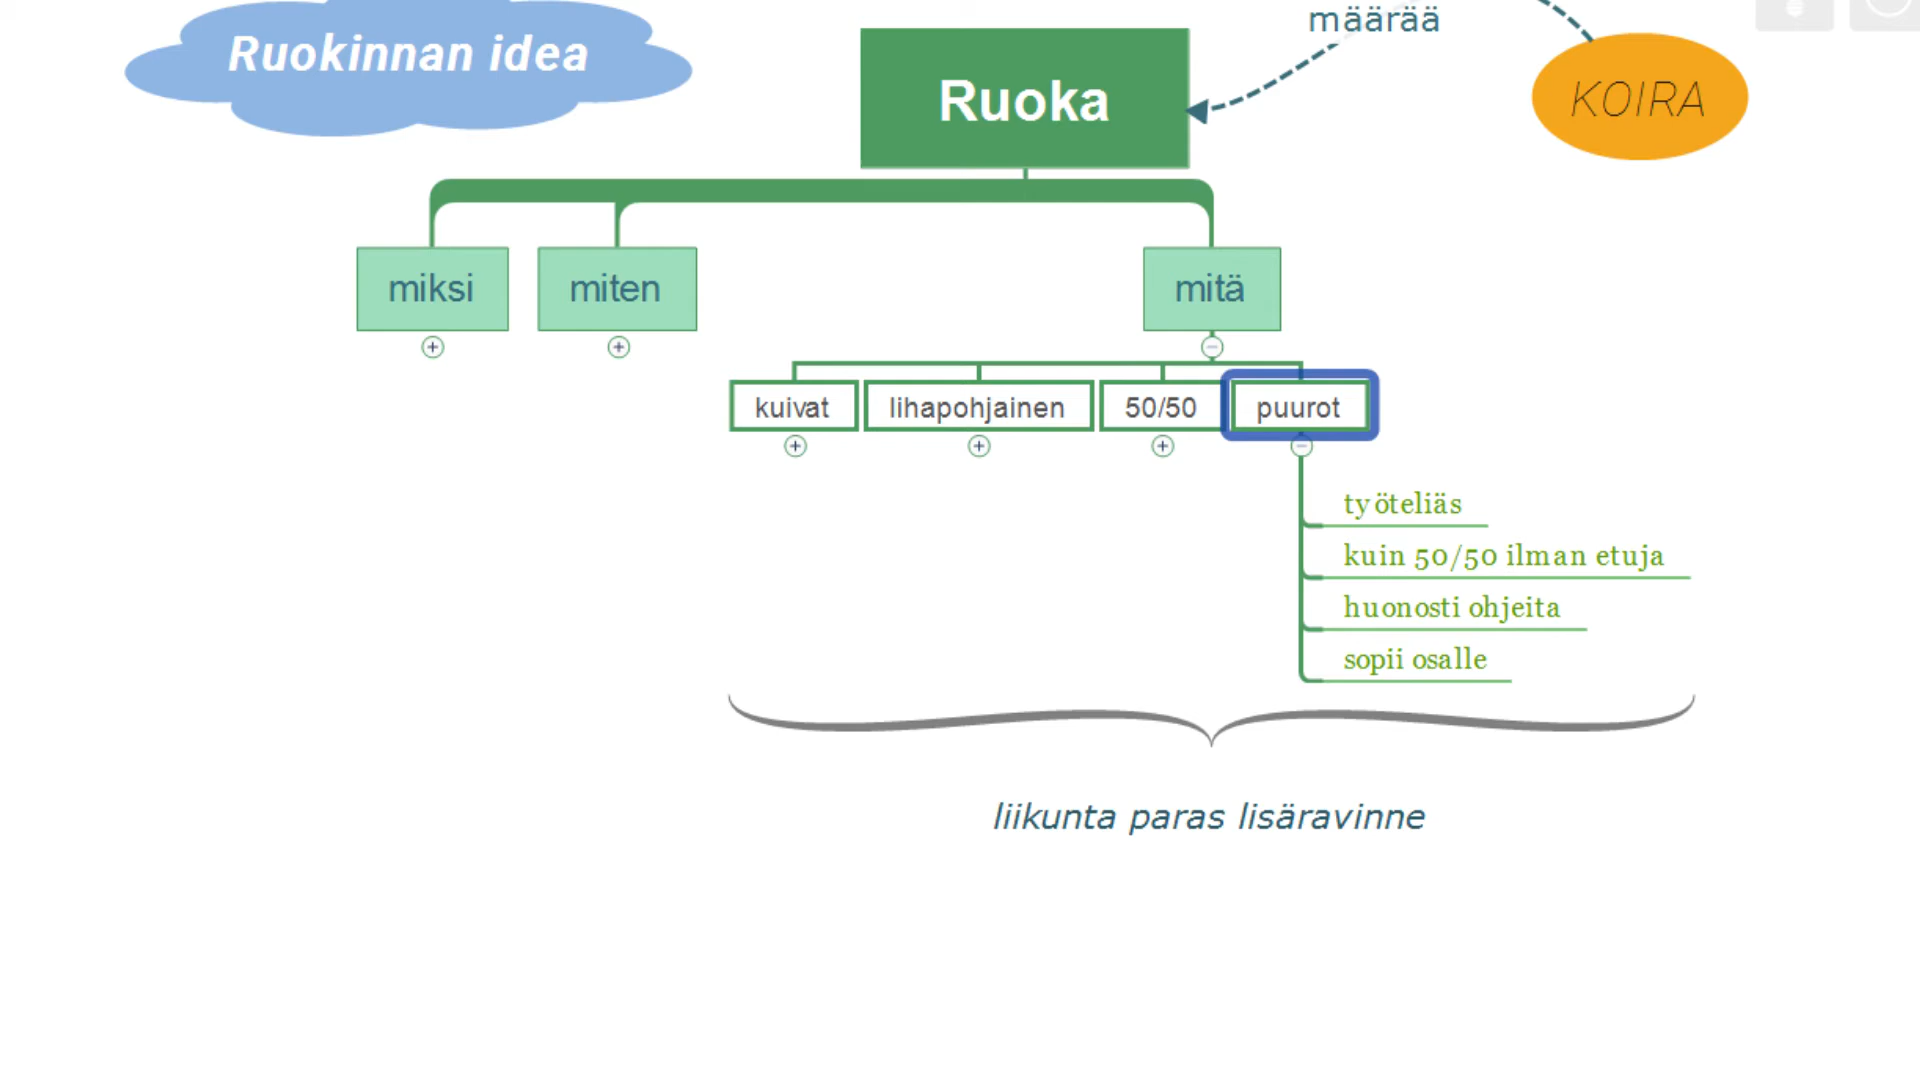 määrää
Ruokinnan idea
Ruoka
KOIRA
miksi
miten
mitä
kuivat
lihapohjainen
50/50
puurot
työteliäs
kuin 50/50 ilman etuja
huonosti ohjeita
sopii osalle
liikunta paras lisäravinne